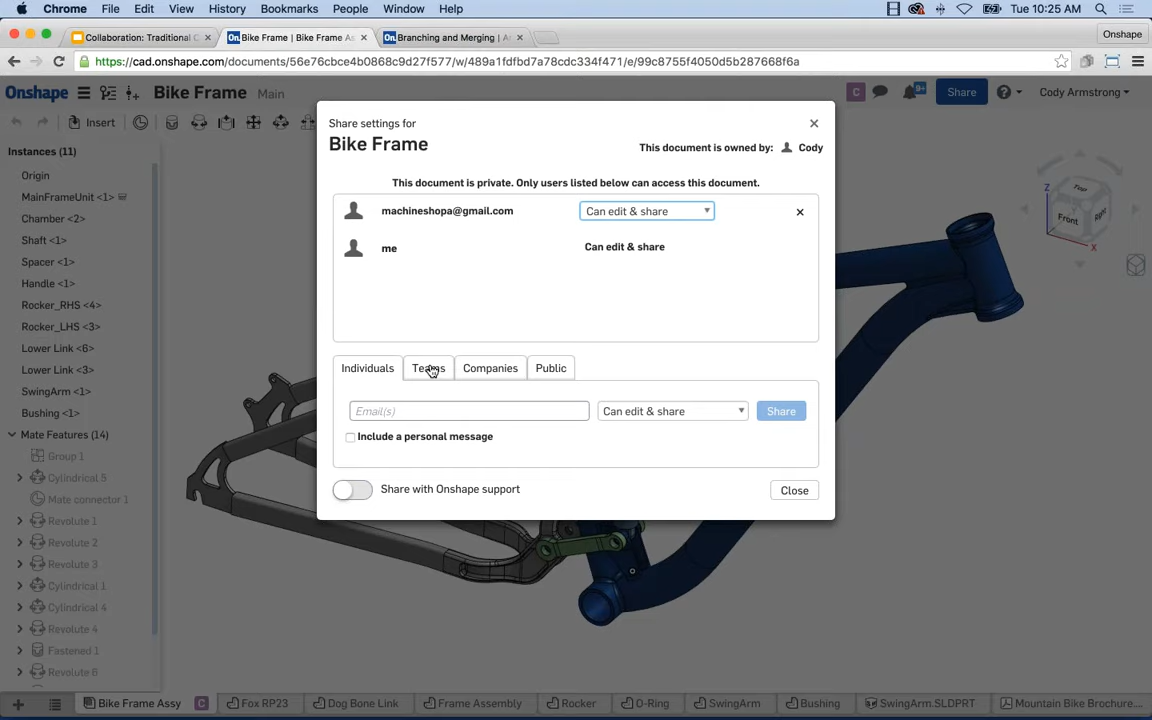 Chrome File Edit View History Bookmarks People Window Help Tue 10:25 AM
Collaboration: Traditional C
Bike Frame | Bike Frame As
Branching and Merging | A
Onshape
https://cad.onshape.com/documents/56e76cbce4b0868c9d27f577/w/489a1fdfbd7a78cdc334f471/e/99c8755f4050d5b287668f6a
Onshape Bike Frame Main C 9+ Share Cody Armstrong
Insert
Instances (11)
Origin
MainFrameUnit <1>
Chamber <2>
Shaft <1>
Spacer <1>
Handle <1>
Rocker_RHS <4>
Rocker_LHS <3>
Lower Link <6>
Lower Link <3>
SwingArm <1>
Bushing <1>
Mate Features (14)
Group 1
Cylindrical 5
Mate connector 1
Revolute 1
Revolute 2
Revolute 3
Cylindrical 1
Cylindrical 4
Revolute 4
Fastened 1
Revolute 6
Share settings for
Bike Frame
This document is owned by: Cody
This document is private. Only users listed below can access this document.
machineshopa@gmail.com Can edit & share
me Can edit & share
Individuals Teams Companies Public
Email(s) Can edit & share Share
Include a personal message
Share with Onshape support Close
Z Top
Front Right
X
Bike Frame Assy C Fox RP23 Dog Bone Link Frame Assembly Rocker O-Ring SwingArm Bushing SwingArm.SLDPRT Mountain Bike Brochure...